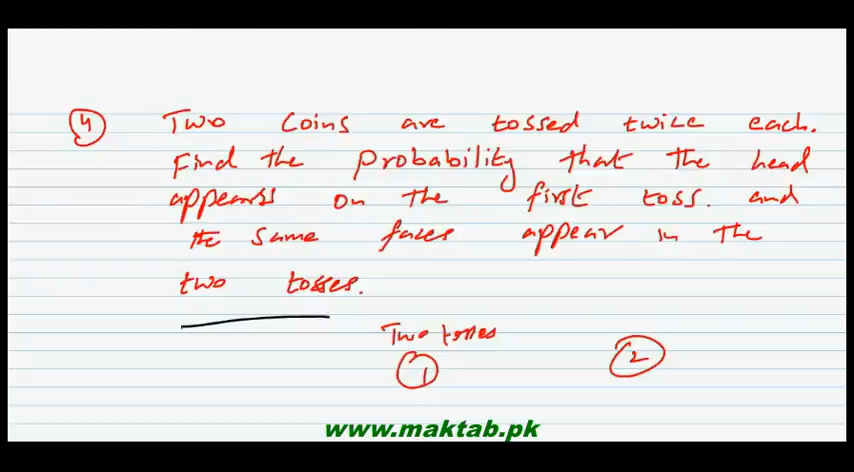 4 Two coins are tossed twice each.
Find the probability that the head
appears on the first toss. and
the same faces appear in the
two tosses.
Two tosses
1 2
www.maktab.pk